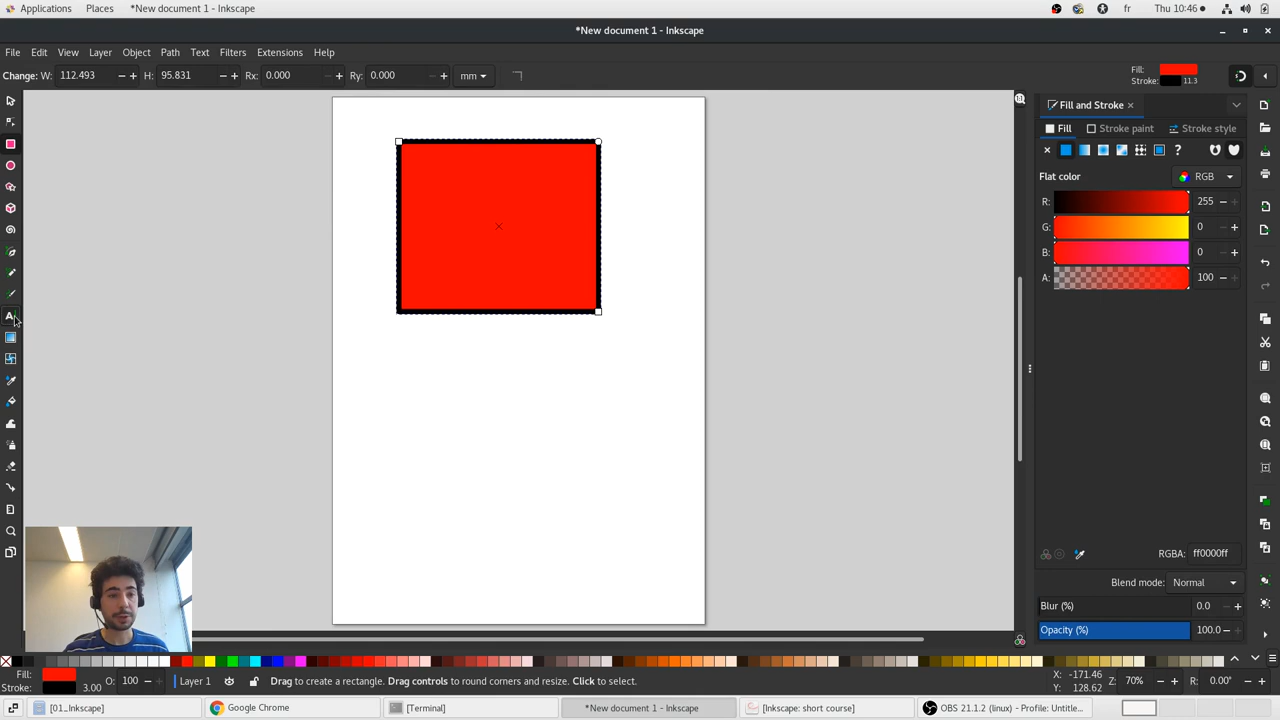 Applications Places *New document 1 - Inkscape fr Thu 10:46
*New document 1 - Inkscape
File Edit View Layer Object Path Text Filters Extensions Help
Change: W: 112.493 H: 95.831 Rx: 0.000 Ry: 0.000 mm Fill:
Stroke: 11.3
Fill and Stroke
Fill Stroke paint Stroke style
?
Flat color RGB
R: 255
G: 0
B: 0
A: 100
RGBA: ff0000ff
Blend mode: Normal
Blur (%) 0.0
Opacity (%) 100.0
Fill:
Stroke: 3.00 O: 100 Layer 1 Drag to create a rectangle. Drag controls to round corners and resize. Click to select. X: -171.46
Y: 128.62 Z: 70% R: 0.00°
[01_Inkscape] Google Chrome [Terminal] *New document 1 - Inkscape [Inkscape: short course] OBS 21.1.2 (linux) - Profile: Untitle...